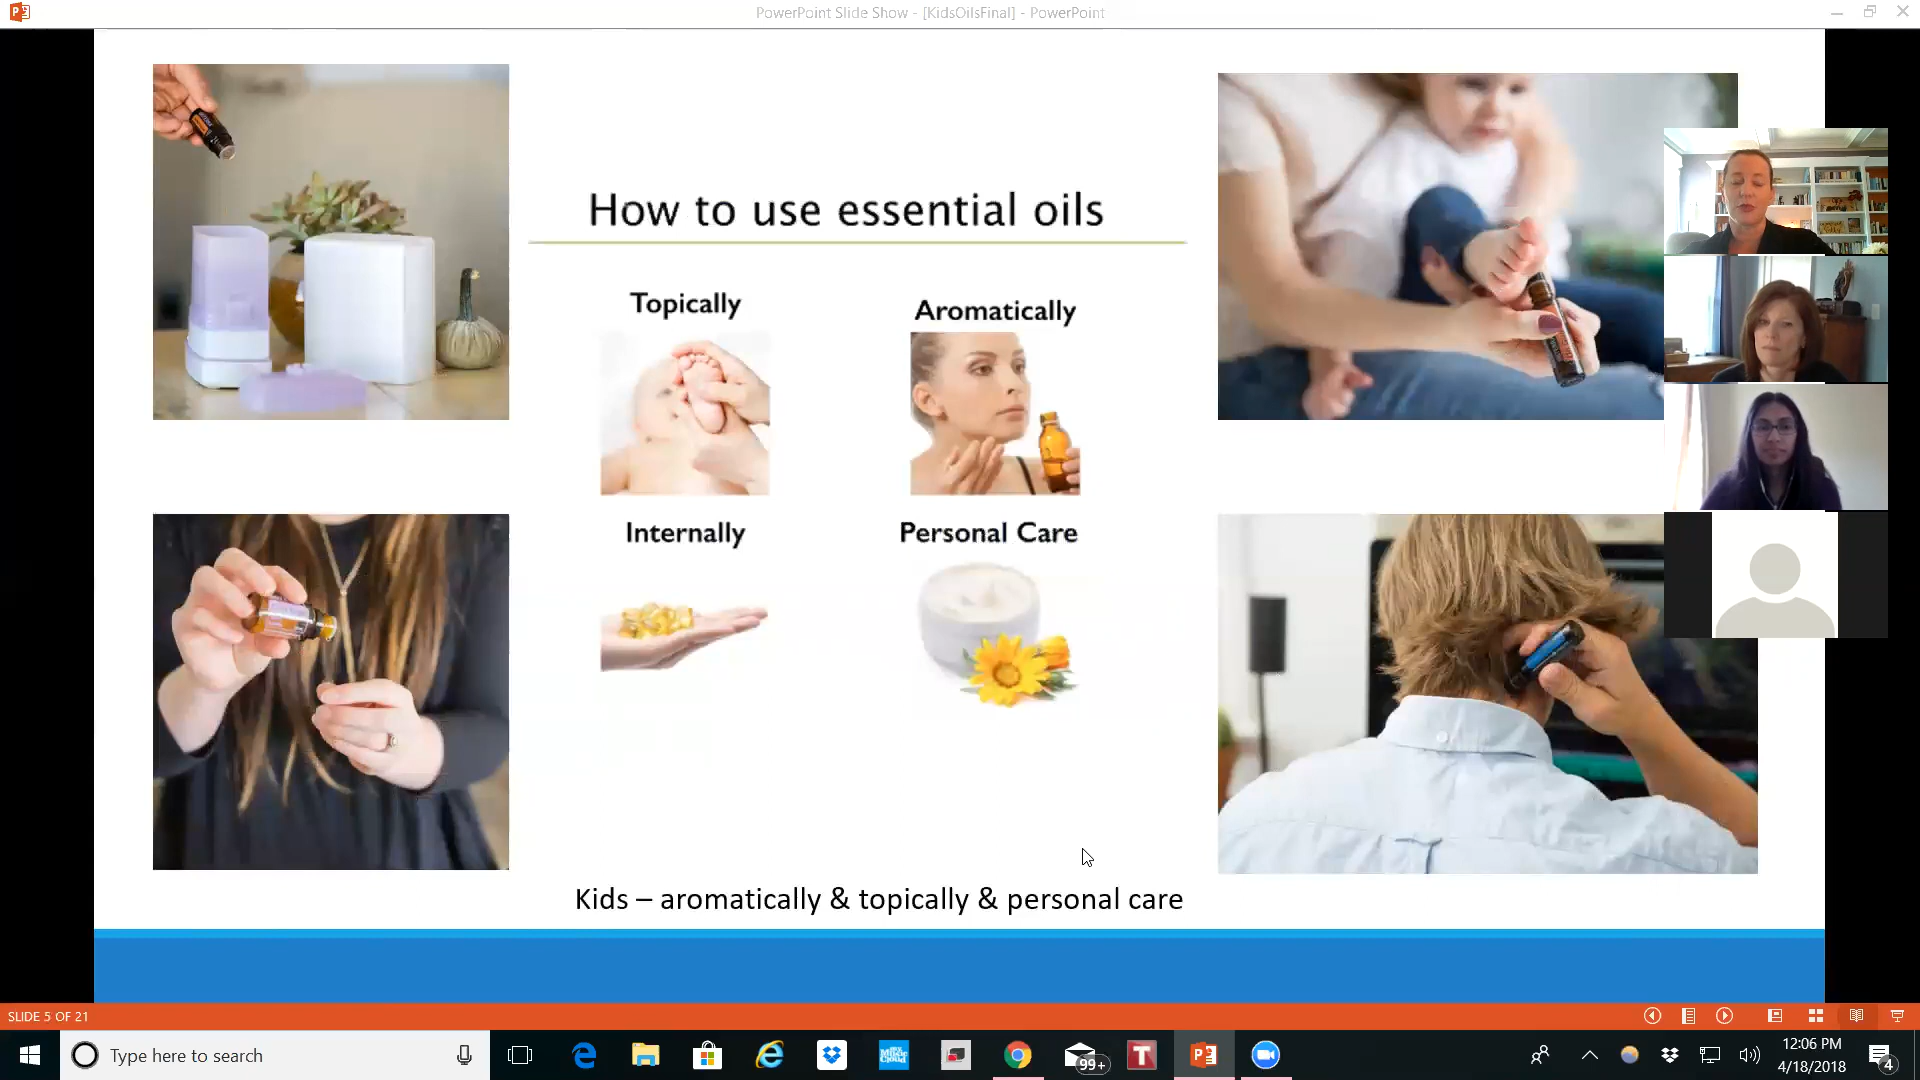 PowerPoint Slide Show - [KidsOilsFinal] - PowerPoint
How to use essential oils
Topically
Aromatically
Internally
Personal Care
Kids – aromatically & topically & personal care
SLIDE 5 OF 21
Type here to search
99+
12:06 PM
4/18/2018
4